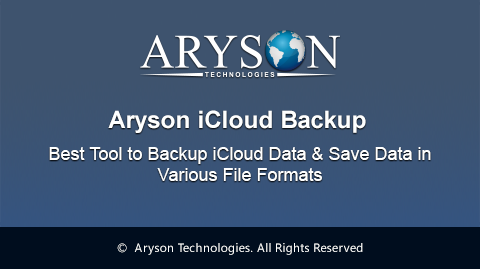 ARYSON
TECHNOLOGIES
Aryson iCloud Backup
Best Tool to Backup iCloud Data & Save Data in
Various File Formats
© Aryson Technologies. All Rights Reserved